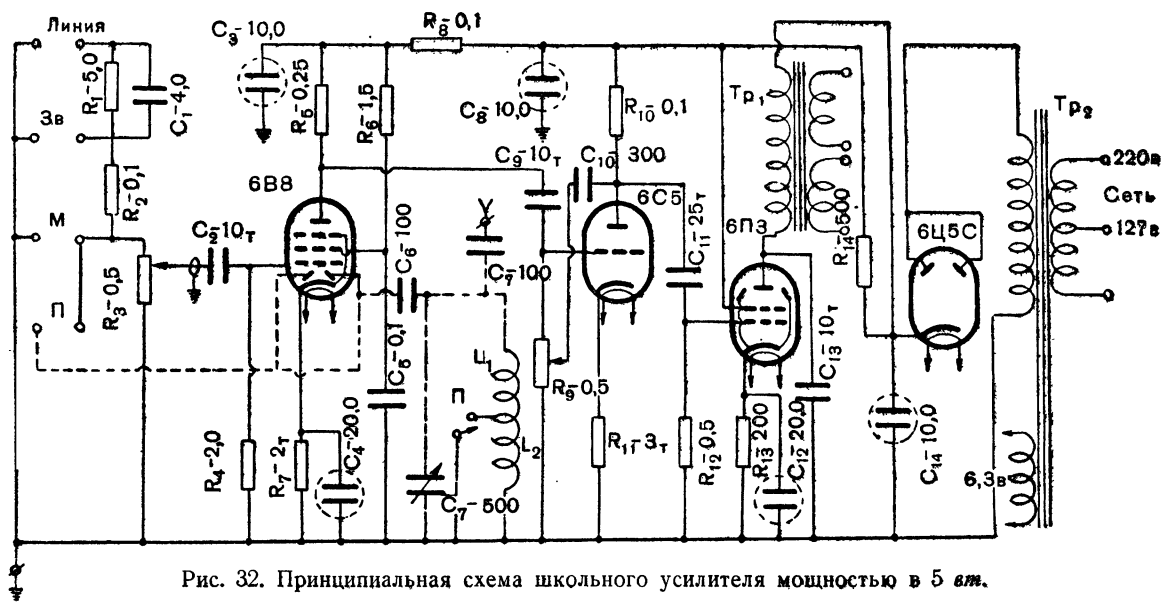 Линия
R₁-5,0
C₁-4,0
Зв
R₂-0,1
М
П
R₃-0,5
C₂-10т
R₄-2,0
C₃-10,0
R₅-0,25
R₆-1,5
R₈-0,1
6В8
C₆-100
C₅-0,1
R₇-2т
C₄-20,0
C₇-100
C₇-500
L₁
L₂
П
C₈-10,0
C₉-10т
C₁₀-300
R₁₀-0,1
6С5
R₉-0,5
R₁₁-3т
C₁₁-25т
R₁₂-0,5
6П3
R₁₃-200
C₁₂-20,0
C₁₃-10т
Тр₁
R₁₄-500
6Ц5С
C₁₄-10,0
Тр₂
220в
Сеть
127в
6,3в
Рис. 32. Принципиальная схема школьного усилителя мощностью в 5 вт.